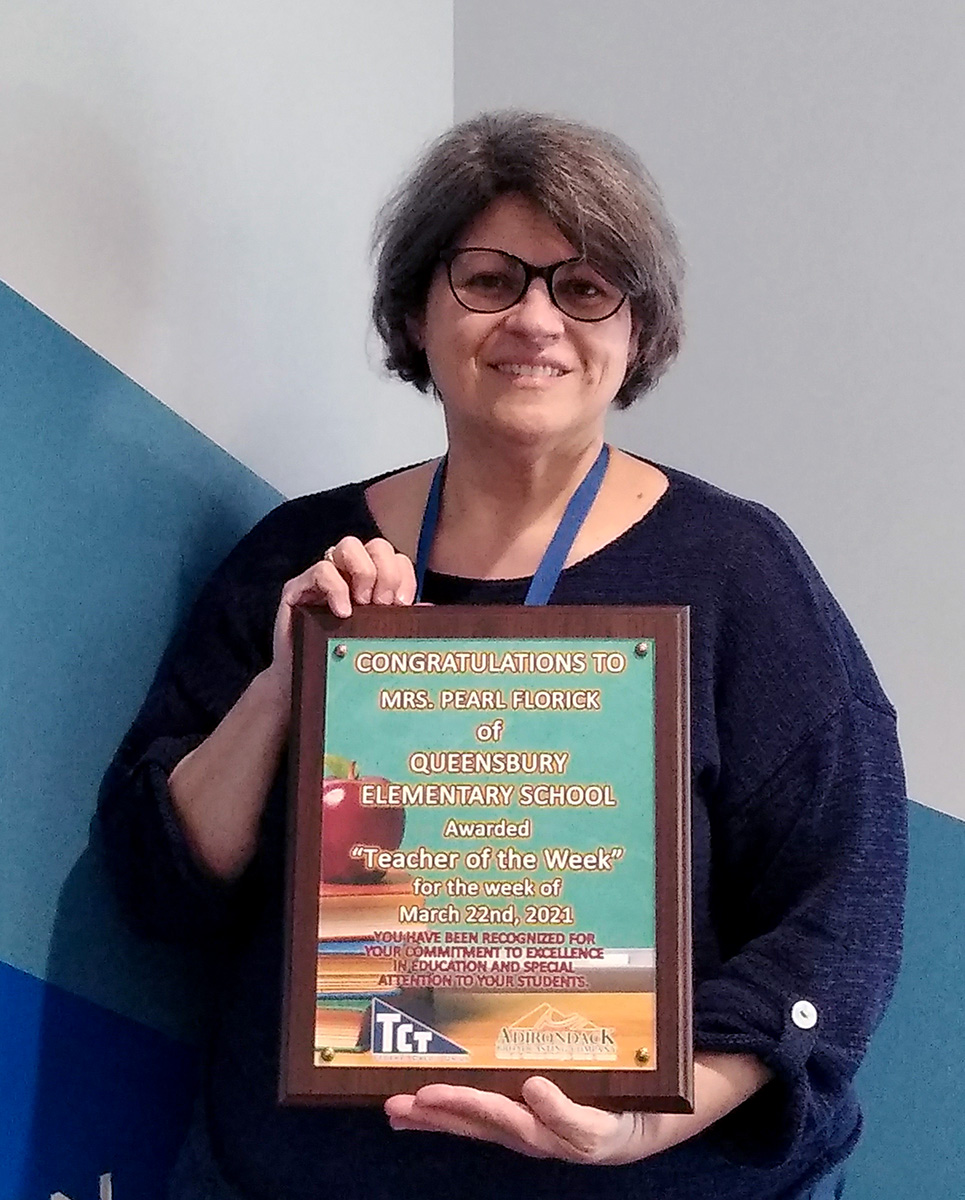 CONGRATULATIONS TO
MRS. PEARL FLORICK
of
QUEENSBURY
ELEMENTARY SCHOOL
Awarded
“Teacher of the Week”
for the week of
March 22nd, 2021
YOU HAVE BEEN RECOGNIZED FOR
YOUR COMMITMENT TO EXCELLENCE
IN EDUCATION AND SPECIAL
ATTENTION TO YOUR STUDENTS.
TCT
ADIRONDACK
BROADCASTING COMPANY
N